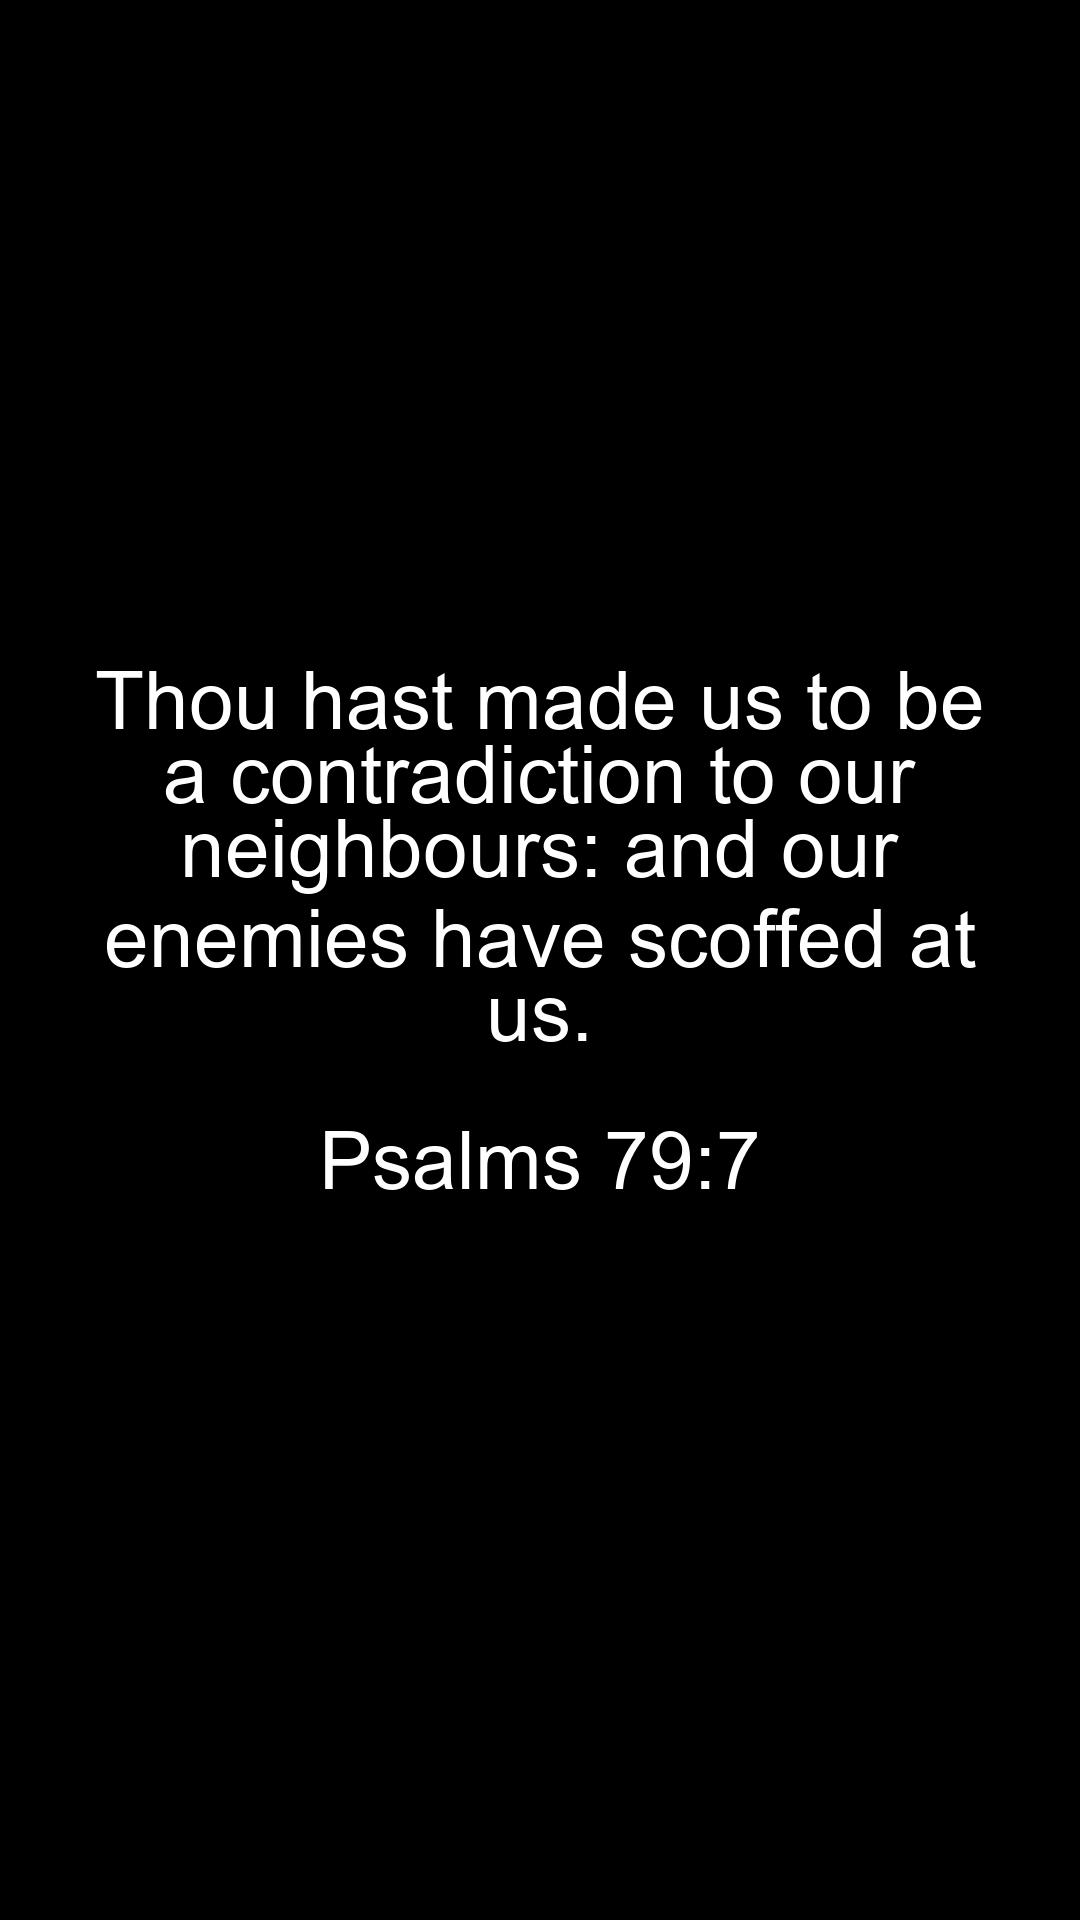 Thou hast made us to be
a contradiction to our
neighbours: and our
enemies have scoffed at
us.
Psalms 79:7